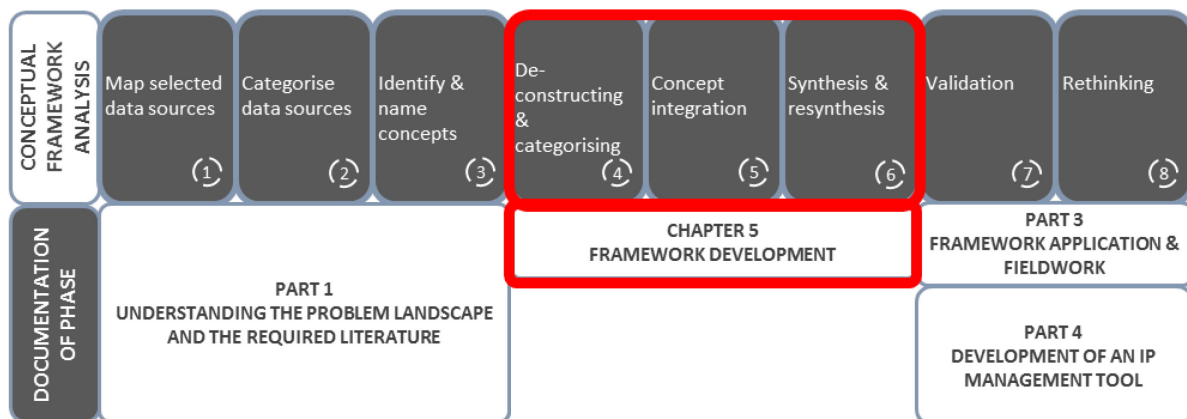 CONCEPTUAL
FRAMEWORK
ANALYSIS
Map selected
data sources
1
Categorise
data sources
2
Identify &
name
concepts
3
De-
constructing
&
categorising
4
Concept
integration
5
Synthesis &
resynthesis
6
Validation
7
Rethinking
8
DOCUMENTATION
OF PHASE
PART 1
UNDERSTANDING THE PROBLEM LANDSCAPE
AND THE REQUIRED LITERATURE
CHAPTER 5
FRAMEWORK DEVELOPMENT
PART 3
FRAMEWORK APPLICATION &
FIELDWORK
PART 4
DEVELOPMENT OF AN IP
MANAGEMENT TOOL